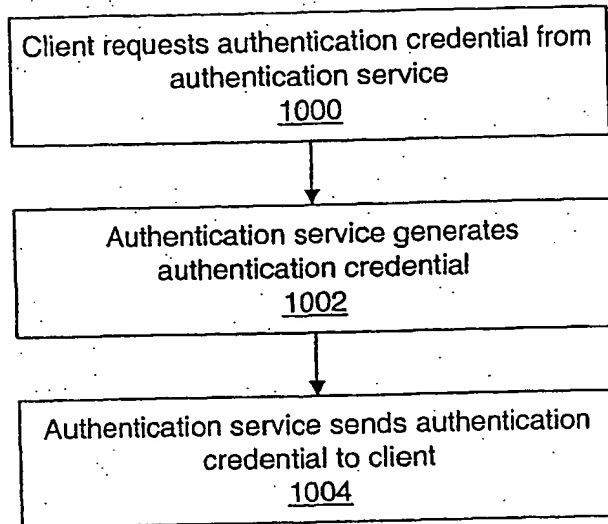 Client requests authentication credential from
authentication service
1000
Authentication service generates
authentication credential
1002
Authentication service sends authentication
credential to client
1004